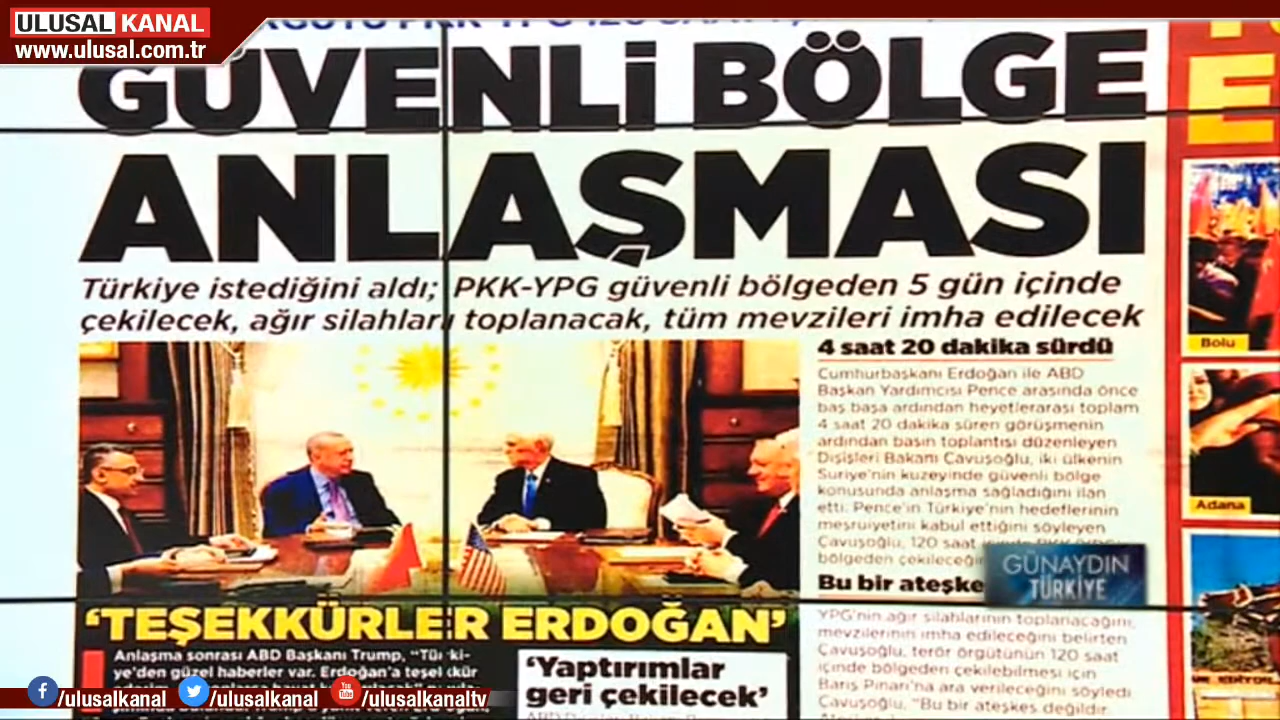 ULUSAL KANAL
www.ulusal.com.tr
GÜVENLİ BÖLGE
ANLAŞMASI
Türkiye istediğini aldı; PKK-YPG güvenli bölgeden 5 gün içinde
çekilecek, ağır silahları toplanacak, tüm mevzileri imha edilecek
4 saat 20 dakika sürdü
Cumhurbaşkanı Erdoğan ile ABD
Başkan Yardımcısı Pence arasında önce
baş başa ardından heyetlerarası toplam
4 saat 20 dakika süren görüşmenin
ardından basın toplantısı düzenleyen
Dışişleri Bakanı Çavuşoğlu, iki ülkenin
Suriye'nin kuzeyinde güvenli bölge
konusunda anlaşma sağladığını ilan
etti. Pence'in Türkiye'nin hedeflerinin
meşruiyetini kabul ettiğini söyleyen
Çavuşoğlu, 120 saat içinde
bölgeden çekileceğin
Bu bir ateşke
YPG'nin ağır silahlarının toplanacağını,
mevzilerinin imha edileceğini belirten
Çavuşoğlu, terör örgütünün 120 saat
içinde bölgeden çekilebilmesi için
Barış Pınarı'na ara verileceğini söyledi.
Çavuşoğlu, "Bu bir ateşkes değildir.
'TEŞEKKÜRLER ERDOĞAN'
Anlaşma sonrası ABD Başkanı Trump, "Türki-
ye'den güzel haberler var. Erdoğan'a teşekkür
'Yaptırımlar
geri çekilecek'
Bolu
Adana
GÜNAYDIN
TÜRKİYE
/ulusalkanal
/ulusalkanal
You Tube
/ulusalkanaltv